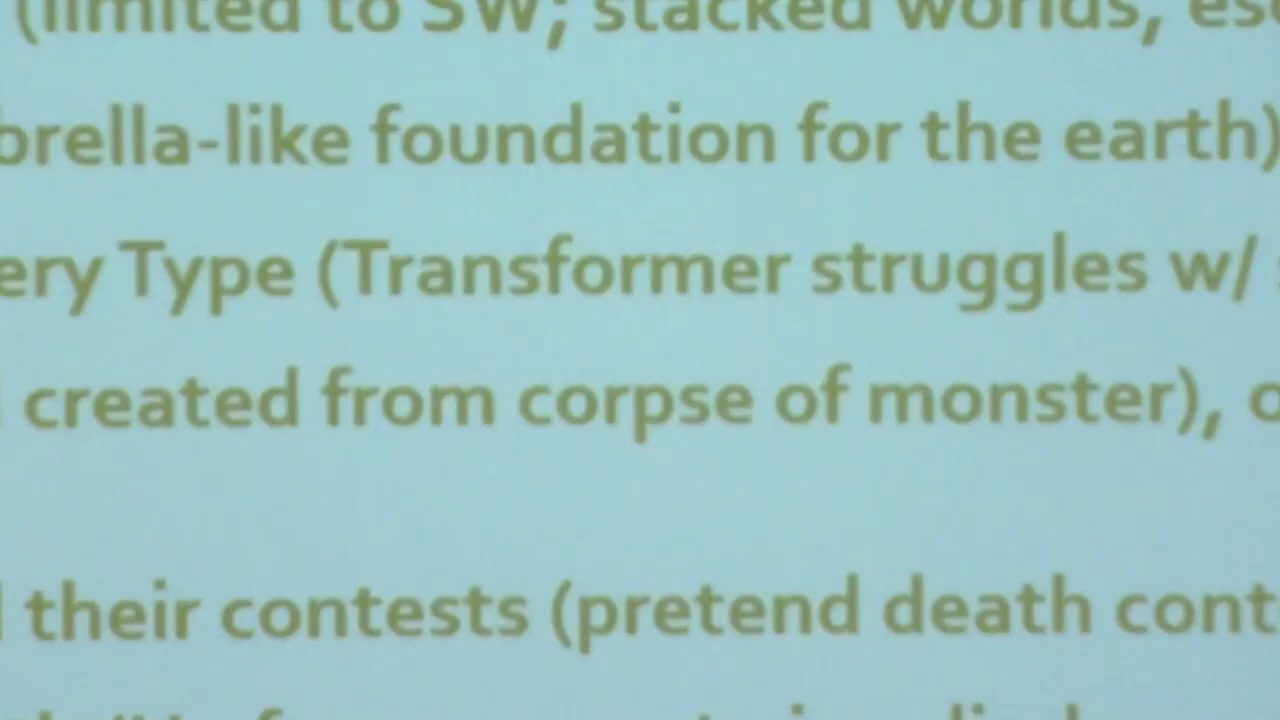 (limited to SW; stacked worlds, esc
brella-like foundation for the earth)
ery Type (Transformer struggles w/
created from corpse of monster), o
their contests (pretend death cont